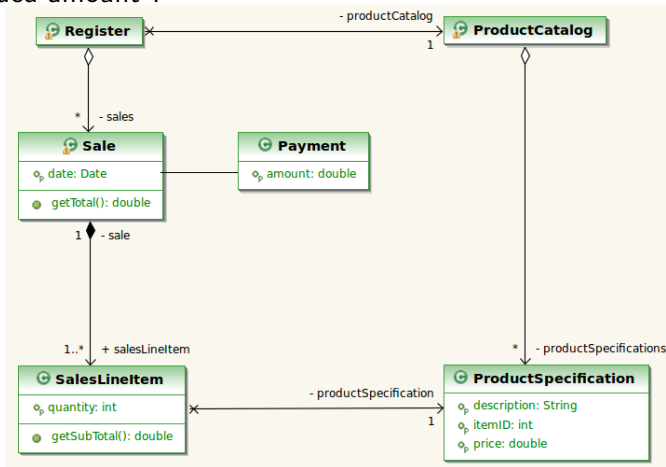 Register
- productCatalog
1
ProductCatalog
* - sales
Sale
date: Date
getTotal(): double
Payment
amount: double
1 - sale
1..* + salesLineItem
* - productSpecifications
SalesLineItem
quantity: int
getSubTotal(): double
- productSpecification
1
ProductSpecification
description: String
itemID: int
price: double